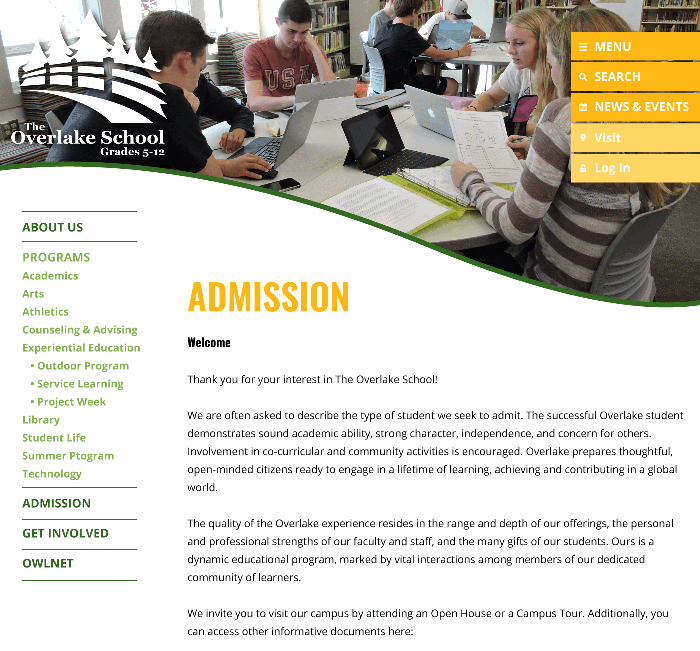 The
Overlake School
Grades 5-12
USA
MENU
SEARCH
NEWS & EVENTS
Visit
Log In
ABOUT US
PROGRAMS
Academics
Arts
Athletics
Counseling & Advising
Experiential Education
• Outdoor Program
• Service Learning
• Project Week
Library
Student Life
Summer Ptogram
Technology
ADMISSION
GET INVOLVED
OWLNET
ADMISSION
Welcome
Thank you for your interest in The Overlake School!
We are often asked to describe the type of student we seek to admit. The successful Overlake student
demonstrates sound academic ability, strong character, independence, and concern for others.
Involvement in co-curricular and community activities is encouraged. Overlake prepares thoughtful,
open-minded citizens ready to engage in a lifetime of learning, achieving and contributing in a global
world.
The quality of the Overlake experience resides in the range and depth of our offerings, the personal
and professional strengths of our faculty and staff, and the many gifts of our students. Ours is a
dynamic educational program, marked by vital interactions among members of our dedicated
community of learners.
We invite you to visit our campus by attending an Open House or a Campus Tour. Additionally, you
can access other informative documents here: